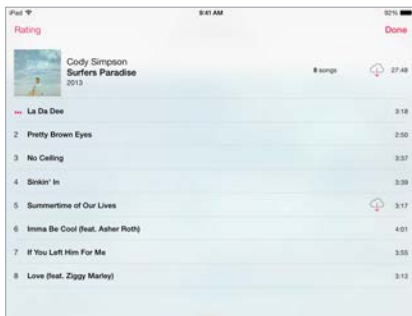 iPad 9:41 AM 92%
Rating Done
Cody Simpson
Surfers Paradise
2013
8 songs 27:48
La Da Dee 3:18
2 Pretty Brown Eyes 2:50
3 No Ceiling 3:37
4 Sinkin' In 3:39
5 Summertime of Our Lives 3:17
6 Imma Be Cool (feat. Asher Roth) 4:01
7 If You Left Him For Me 3:55
8 Love (feat. Ziggy Marley) 3:13